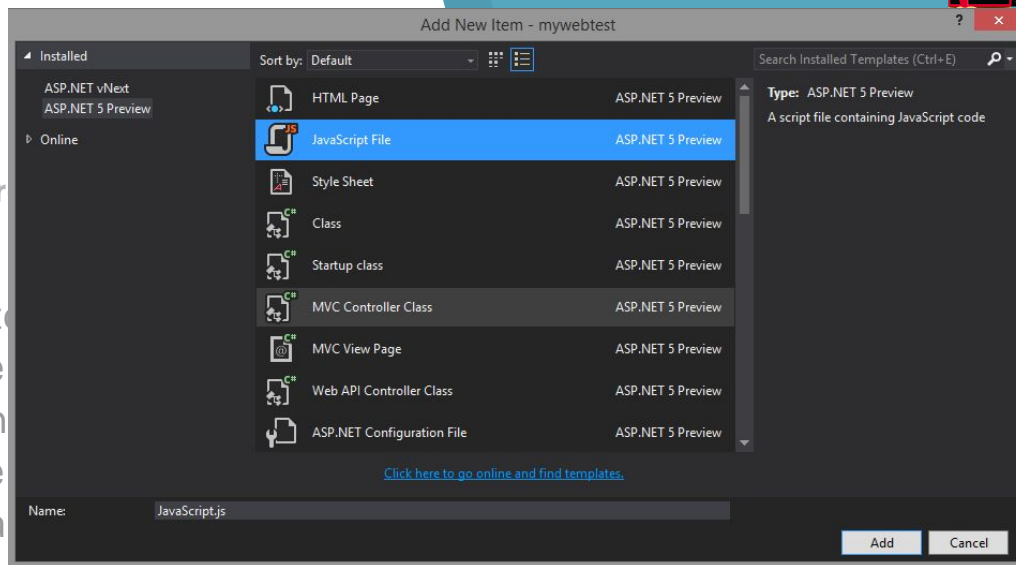 Add New Item - mywebtest
? ×
Installed
Sort by: Default
Search Installed Templates (Ctrl+E)
ASP.NET vNext
ASP.NET 5 Preview
Online
HTML Page ASP.NET 5 Preview
JavaScript File ASP.NET 5 Preview
Style Sheet ASP.NET 5 Preview
Class ASP.NET 5 Preview
Startup class ASP.NET 5 Preview
MVC Controller Class ASP.NET 5 Preview
MVC View Page ASP.NET 5 Preview
Web API Controller Class ASP.NET 5 Preview
ASP.NET Configuration File ASP.NET 5 Preview
Type: ASP.NET 5 Preview
A script file containing JavaScript code
Click here to go online and find templates.
Name: JavaScript.js
Add Cancel